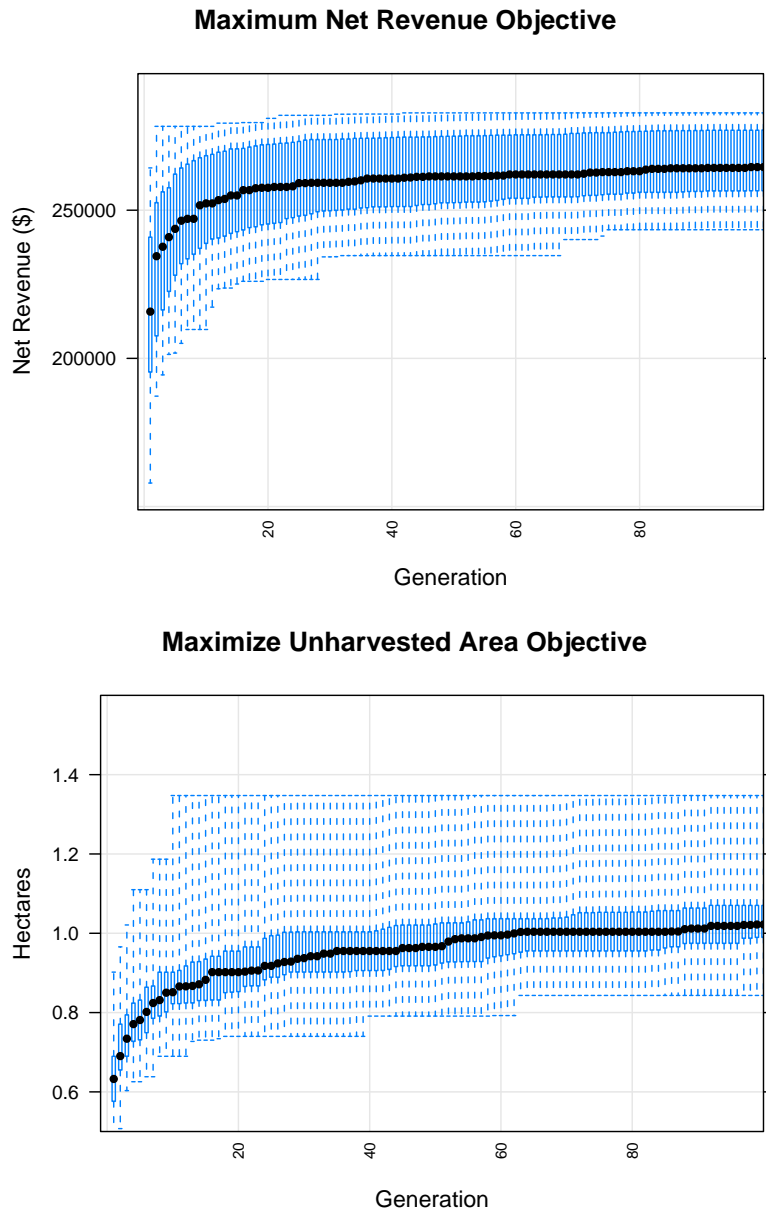 Maximum Net Revenue Objective
Net Revenue ($)
250000
200000
20 40 60 80
Generation
Maximize Unharvested Area Objective
Hectares
1.4
1.2
1.0
0.8
0.6
20 40 60 80
Generation